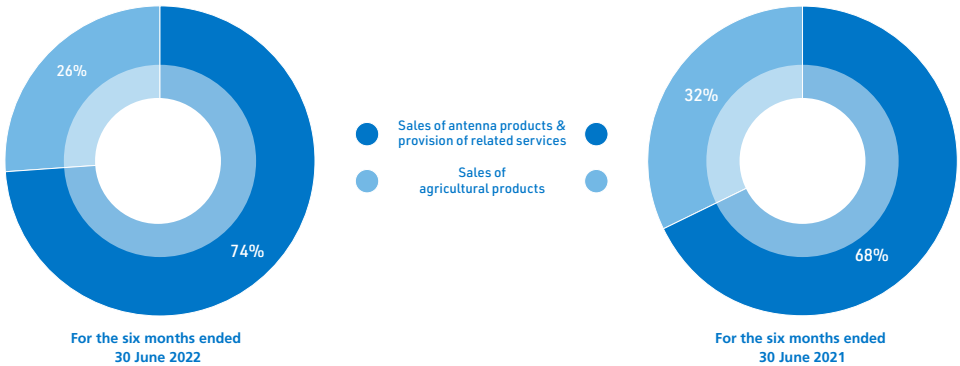 26%
74%
For the six months ended
30 June 2022
Sales of antenna products &
provision of related services
Sales of
agricultural products
32%
68%
For the six months ended
30 June 2021